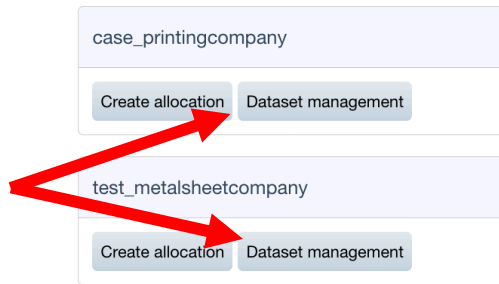 case_printingcompany
Create allocation Dataset management
test_metalsheetcompany
Create allocation Dataset management